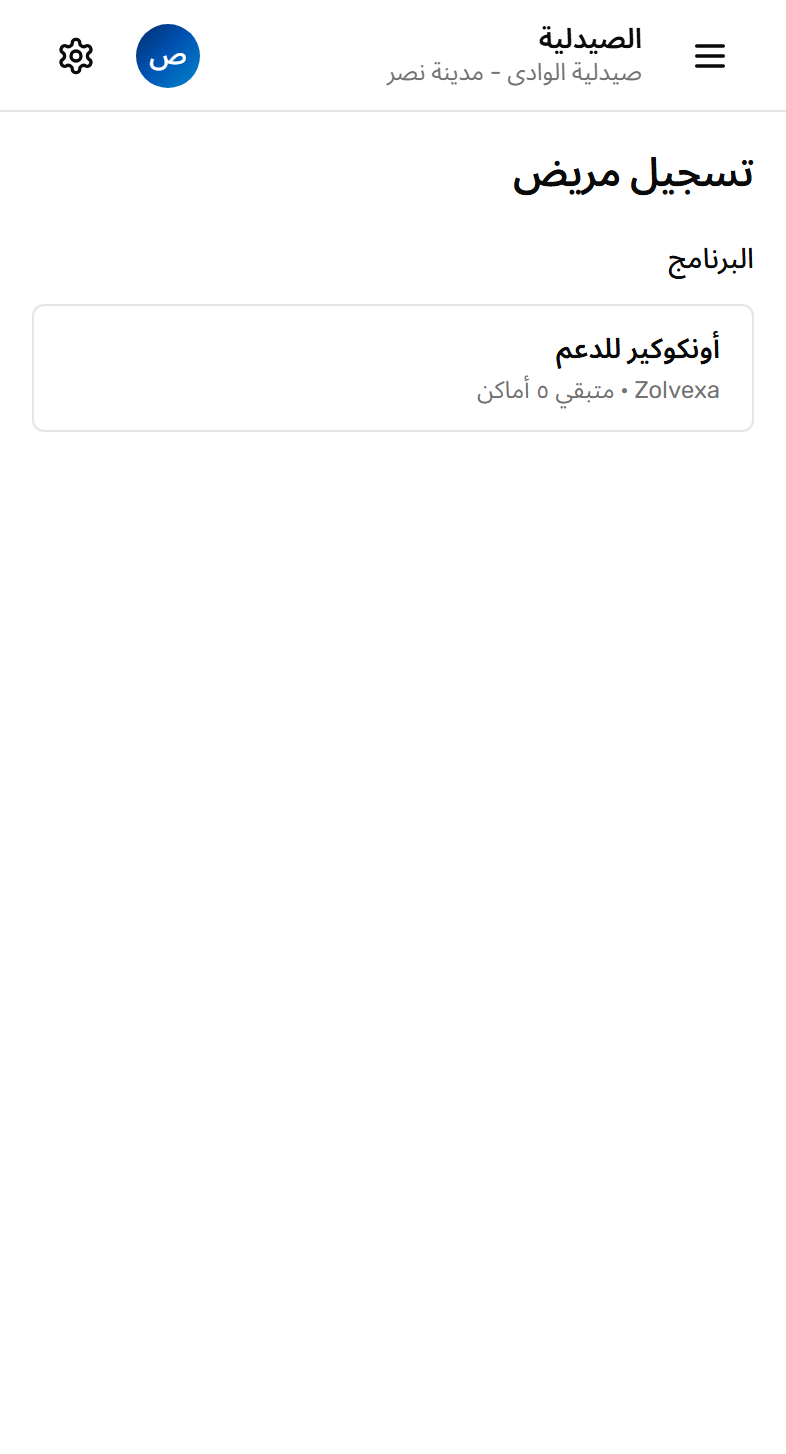 الصيدلية
صيدلية الوادى - مدينة نصر
ص
تسجيل مريض
البرنامج
أونكوكير للدعم
Zolvexa • متبقي ٥ أماكن